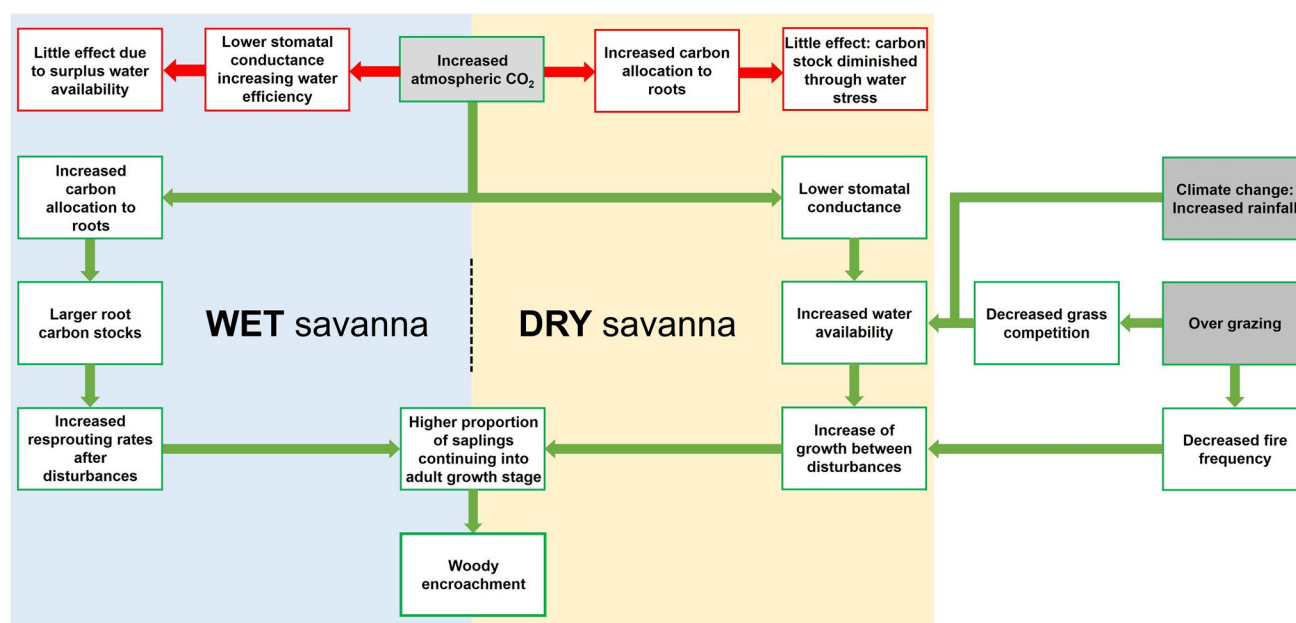 Little effect due
to surplus water
availability
Lower stomatal
conductance
increasing water
efficiency
Increased
atmospheric CO₂
Increased carbon
allocation to
roots
Little effect: carbon
stock diminished
through water
stress
Increased
carbon
allocation to
roots
Lower stomatal
conductance
Climate change:
Increased rainfall
Larger root
carbon stocks
WET savanna
DRY savanna
Increased water
availability
Decreased grass
competition
Over grazing
Increased
resprouting rates
after
disturbances
Higher proportion
of saplings
continuing into
adult growth stage
Increase of
growth between
disturbances
Decreased fire
frequency
Woody
encroachment